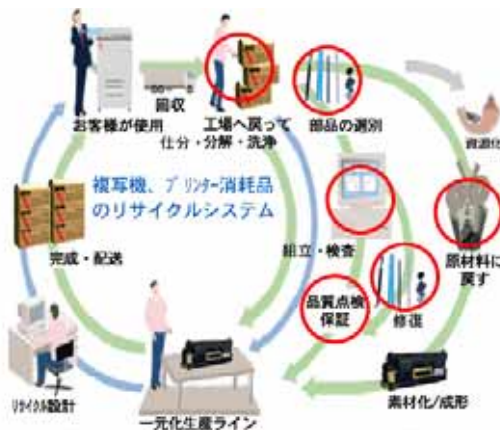 お客様が使用
回収
工場へ戻って
仕分・分解・洗浄
部品の選別
資源化
複写機、プリンター消耗品
のリサイクルシステム
組立・検査
原材料に
戻す
完成・配送
品質点検
保証
修復
リサイクル設計
一元化生産ライン
素材化/成形